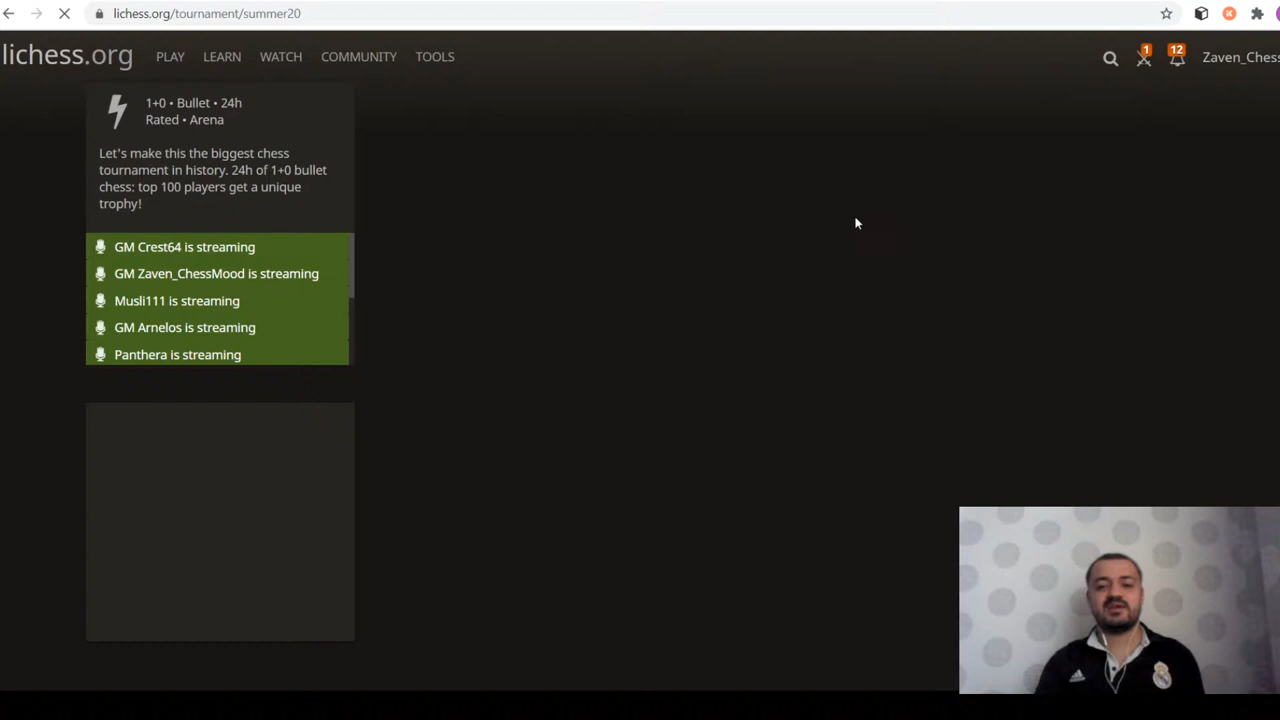 lichess.org/tournament/summer20
lichess.org PLAY LEARN WATCH COMMUNITY TOOLS 1 12 Zaven_Chess
1+0 • Bullet • 24h
Rated • Arena
Let's make this the biggest chess
tournament in history. 24h of 1+0 bullet
chess: top 100 players get a unique
trophy!
GM Crest64 is streaming
GM Zaven_ChessMood is streaming
Musli111 is streaming
GM Arnelos is streaming
Panthera is streaming